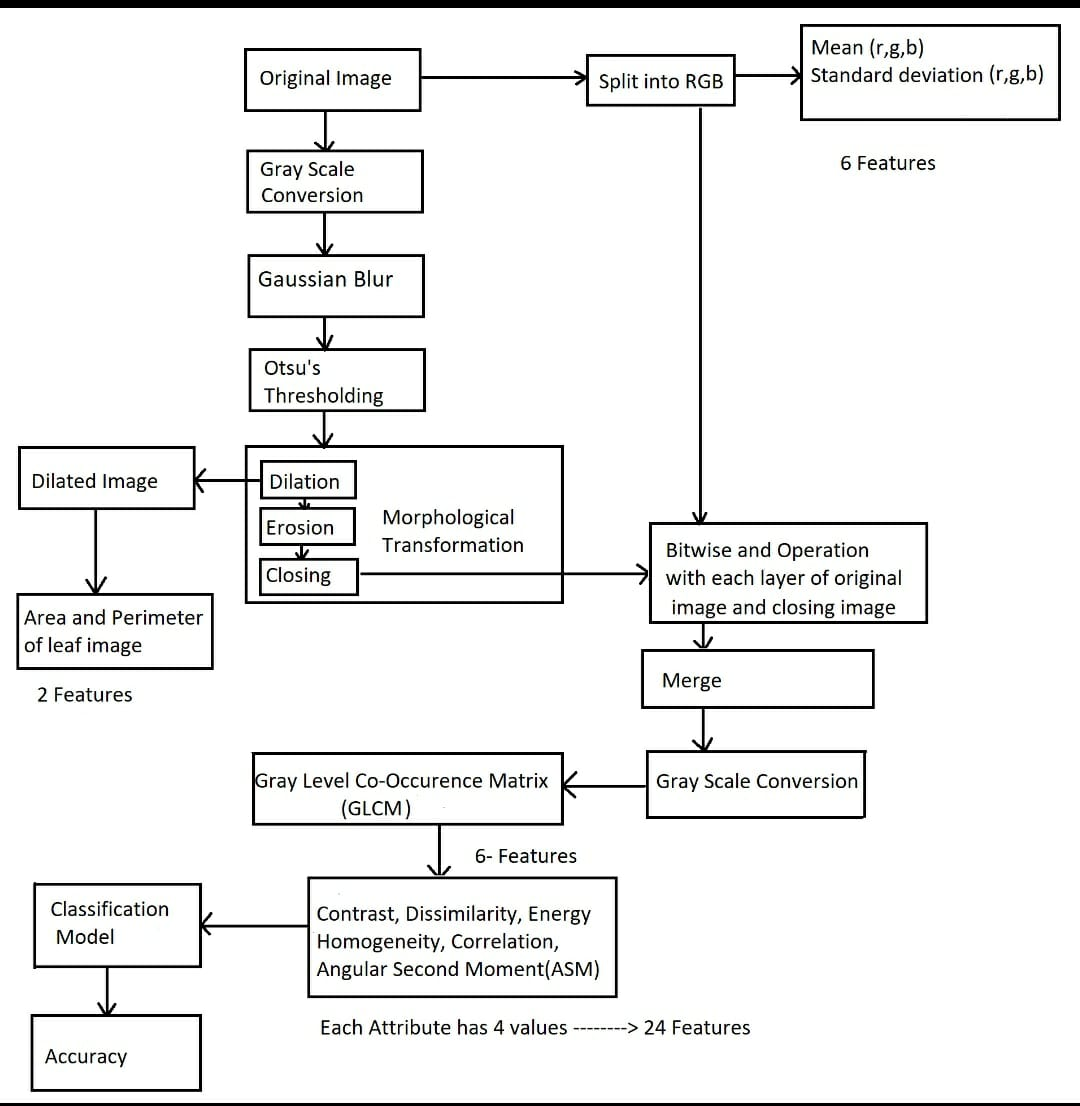 Original Image
Split into RGB
Mean (r,g,b)
Standard deviation (r,g,b)
6 Features
Gray Scale
Conversion
Gaussian Blur
Otsu's
Thresholding
Dilated Image
Dilation
Erosion
Closing
Morphological
Transformation
Area and Perimeter
of leaf image
2 Features
Bitwise and Operation
with each layer of original
image and closing image
Merge
Gray Scale Conversion
Gray Level Co-Occurence Matrix
(GLCM)
6- Features
Contrast, Dissimilarity, Energy
Homogeneity, Correlation,
Angular Second Moment(ASM)
Each Attribute has 4 values --------> 24 Features
Classification
Model
Accuracy